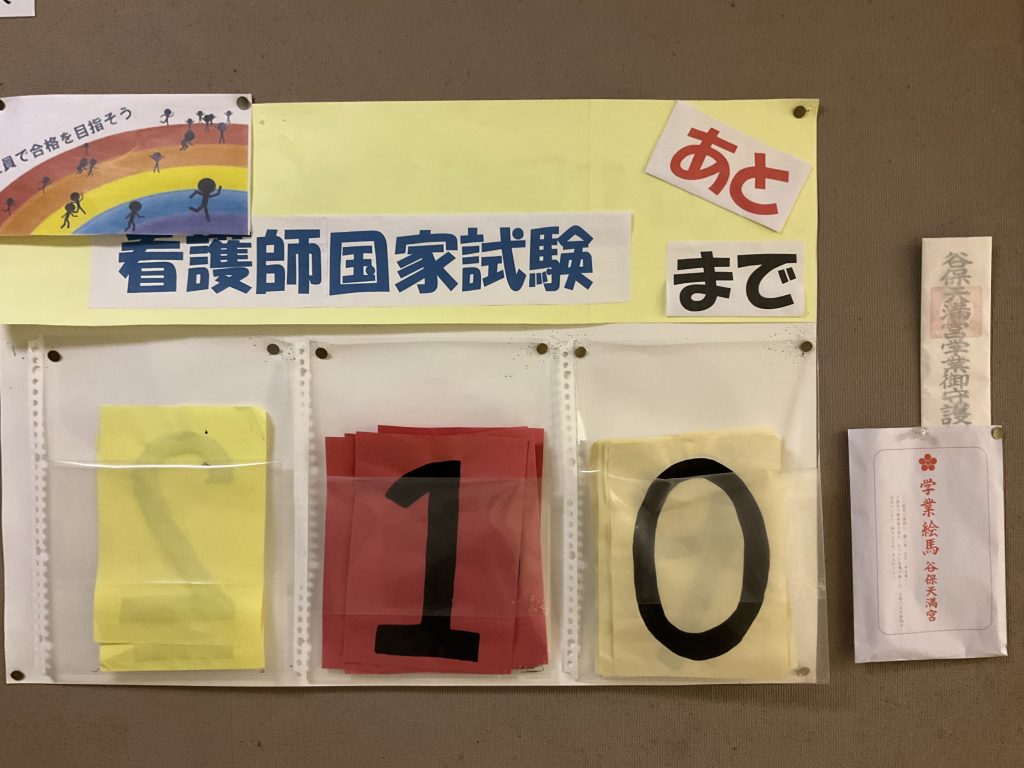 員で合格を目指そう
あと
看護師国家試験
まで
2
1
0
谷保天満宮学業御守護
学業絵馬 谷保天満宮